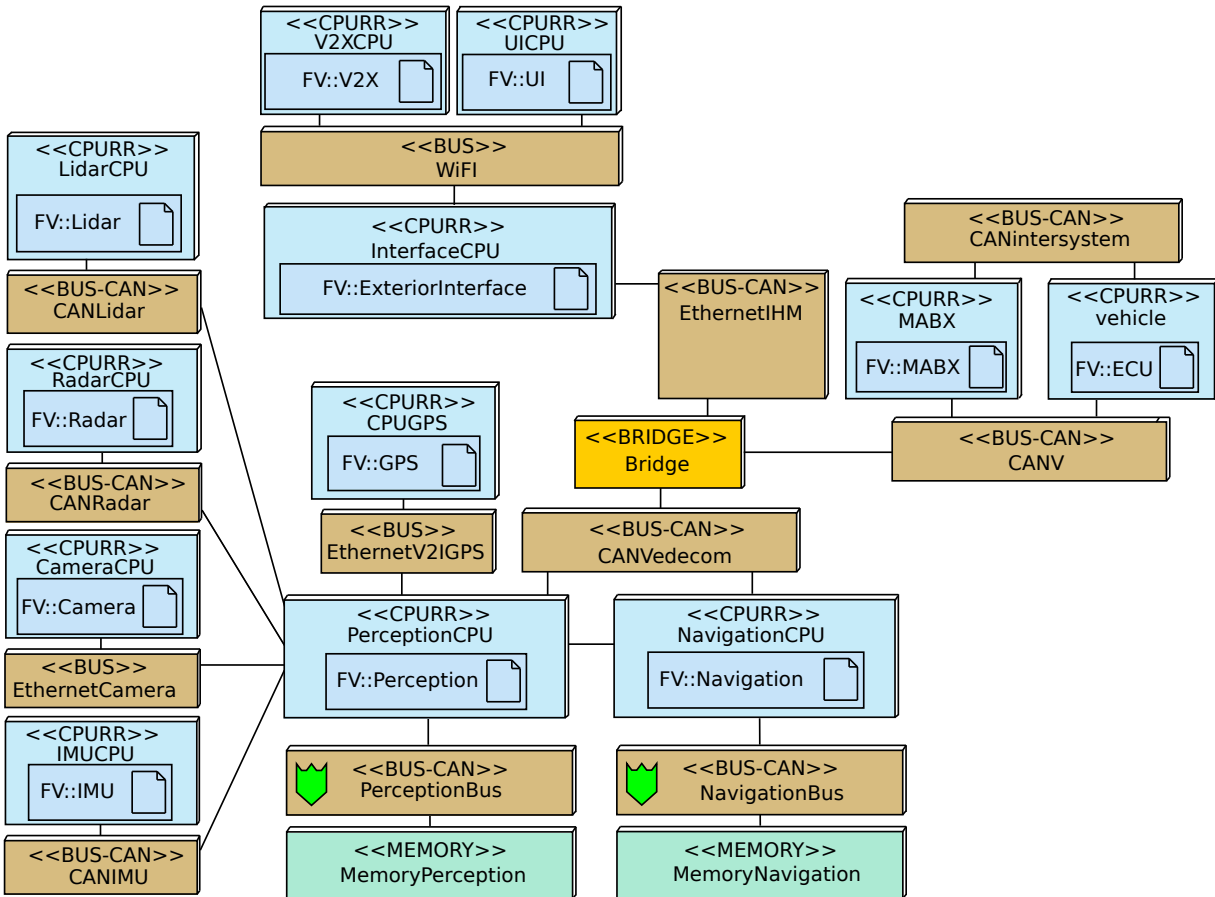 <<CPURR>>
V2XCPU
FV::V2X
<<CPURR>>
UICPU
FV::UI
<<BUS>>
WiFI
<<CPURR>>
LidarCPU
FV::Lidar
<<BUS-CAN>>
CANLidar
<<CPURR>>
InterfaceCPU
FV::ExteriorInterface
<<BUS-CAN>>
EthernetIHM
<<BUS-CAN>>
CANintersystem
<<CPURR>>
MABX
FV::MABX
<<CPURR>>
vehicle
FV::ECU
<<CPURR>>
RadarCPU
FV::Radar
<<BUS-CAN>>
CANRadar
<<CPURR>>
CPUGPS
FV::GPS
<<BUS>>
EthernetV2IGPS
<<BRIDGE>>
Bridge
<<BUS-CAN>>
CANV
<<BUS-CAN>>
CANVedecom
<<CPURR>>
CameraCPU
FV::Camera
<<BUS>>
EthernetCamera
<<CPURR>>
PerceptionCPU
FV::Perception
<<CPURR>>
NavigationCPU
FV::Navigation
<<CPURR>>
IMUCPU
FV::IMU
<<BUS-CAN>>
CANIMU
<<BUS-CAN>>
PerceptionBus
<<BUS-CAN>>
NavigationBus
<<MEMORY>>
MemoryPerception
<<MEMORY>>
MemoryNavigation